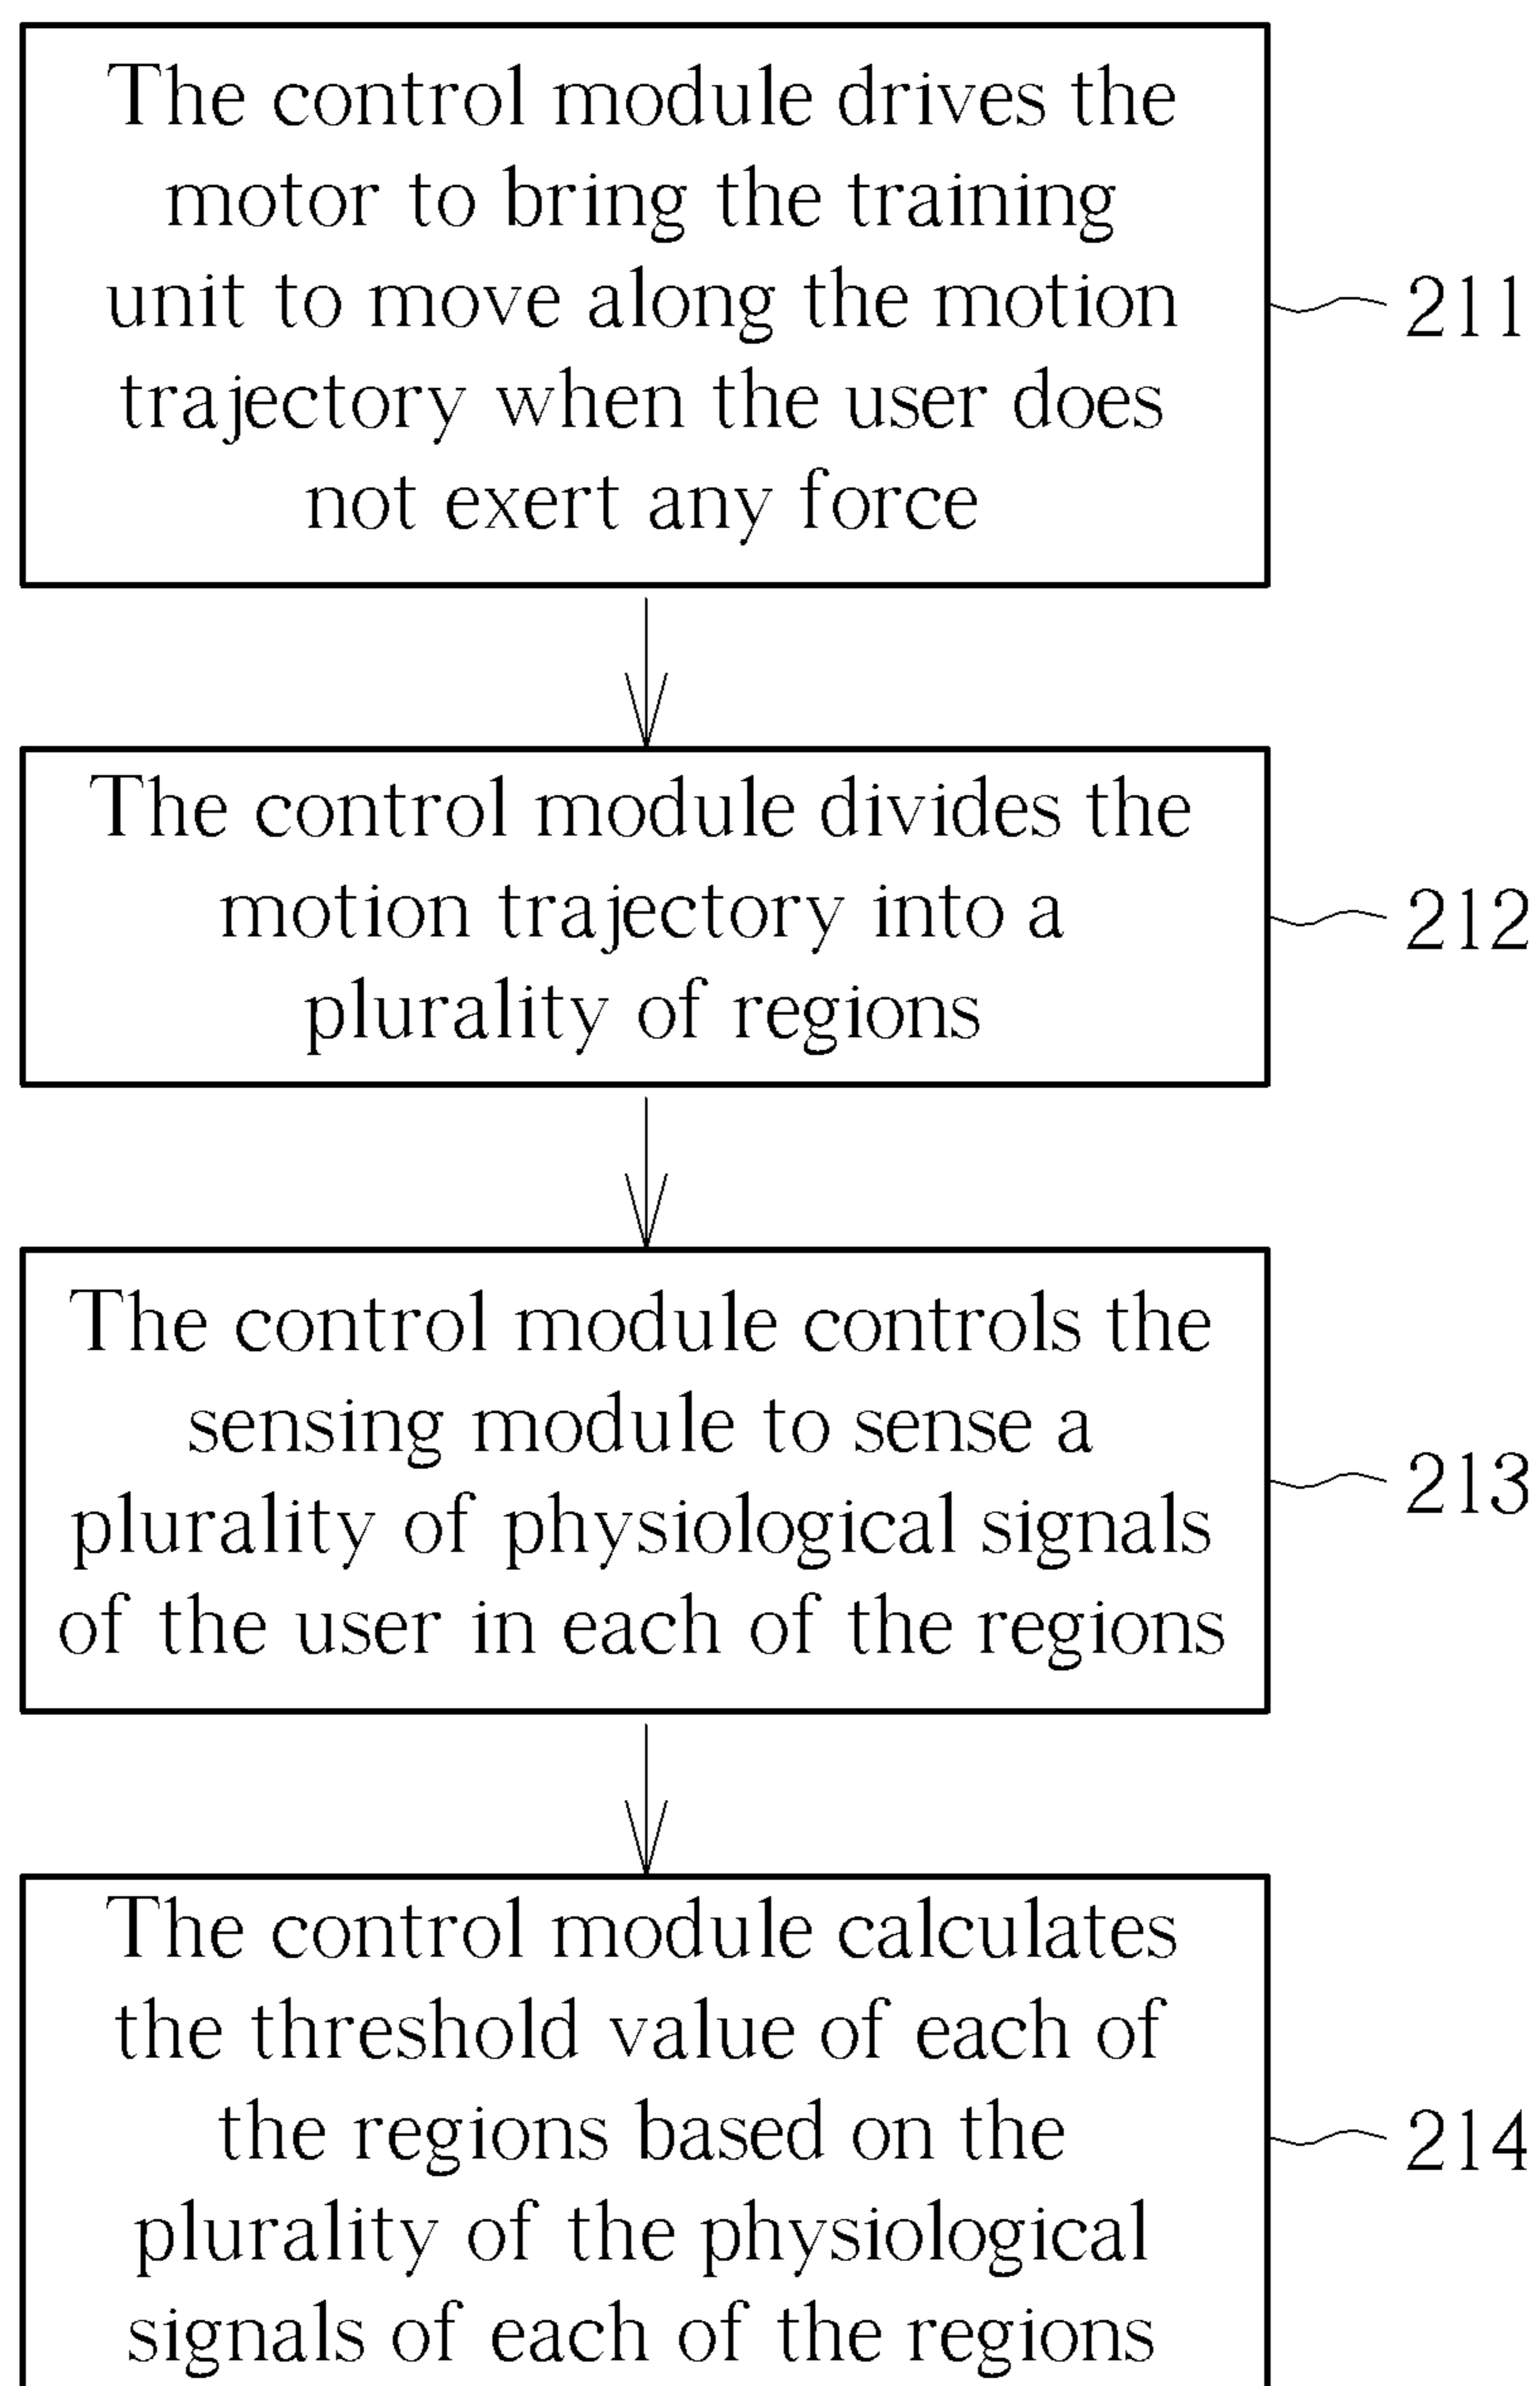 The control module drives the
motor to bring the training
unit to move along the motion
trajectory when the user does
not exert any force
211
The control module divides the
motion trajectory into a
plurality of regions
212
The control module controls the
sensing module to sense a
plurality of physiological signals
of the user in each of the regions
213
The control module calculates
the threshold value of each of
the regions based on the
plurality of the physiological
signals of each of the regions
214